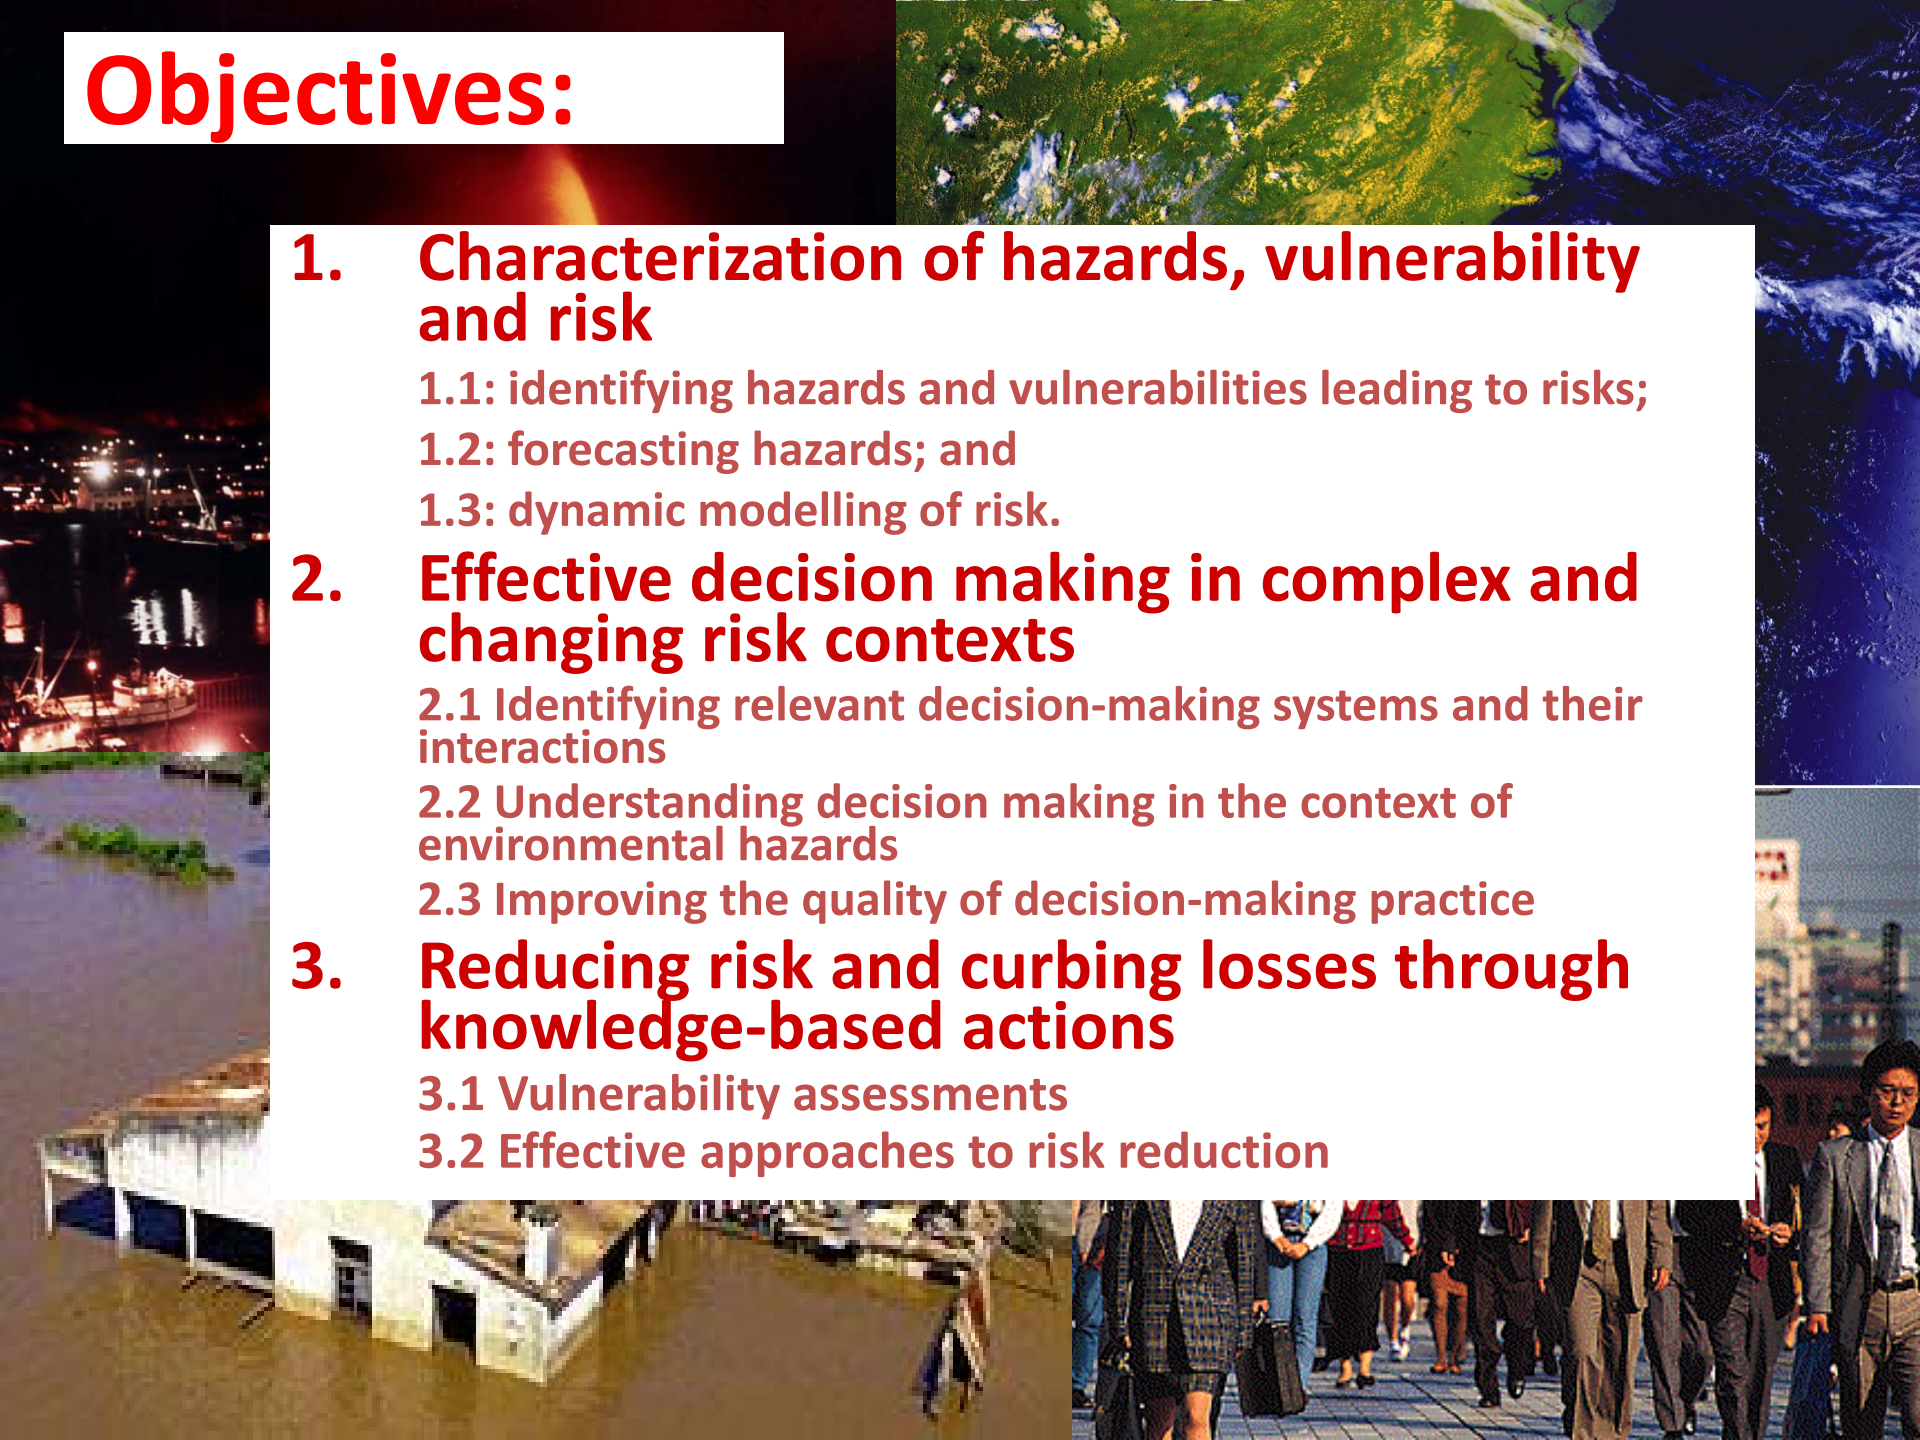 Objectives:
1. Characterization of hazards, vulnerability
and risk
1.1: identifying hazards and vulnerabilities leading to risks;
1.2: forecasting hazards; and
1.3: dynamic modelling of risk.
2. Effective decision making in complex and
changing risk contexts
2.1 Identifying relevant decision-making systems and their
interactions
2.2 Understanding decision making in the context of
environmental hazards
2.3 Improving the quality of decision-making practice
3. Reducing risk and curbing losses through
knowledge-based actions
3.1 Vulnerability assessments
3.2 Effective approaches to risk reduction